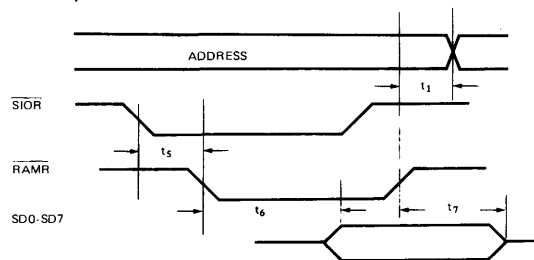 ADDRESS
t1
SIOR
t5
RAMR
t6
t7
SD0-SD7